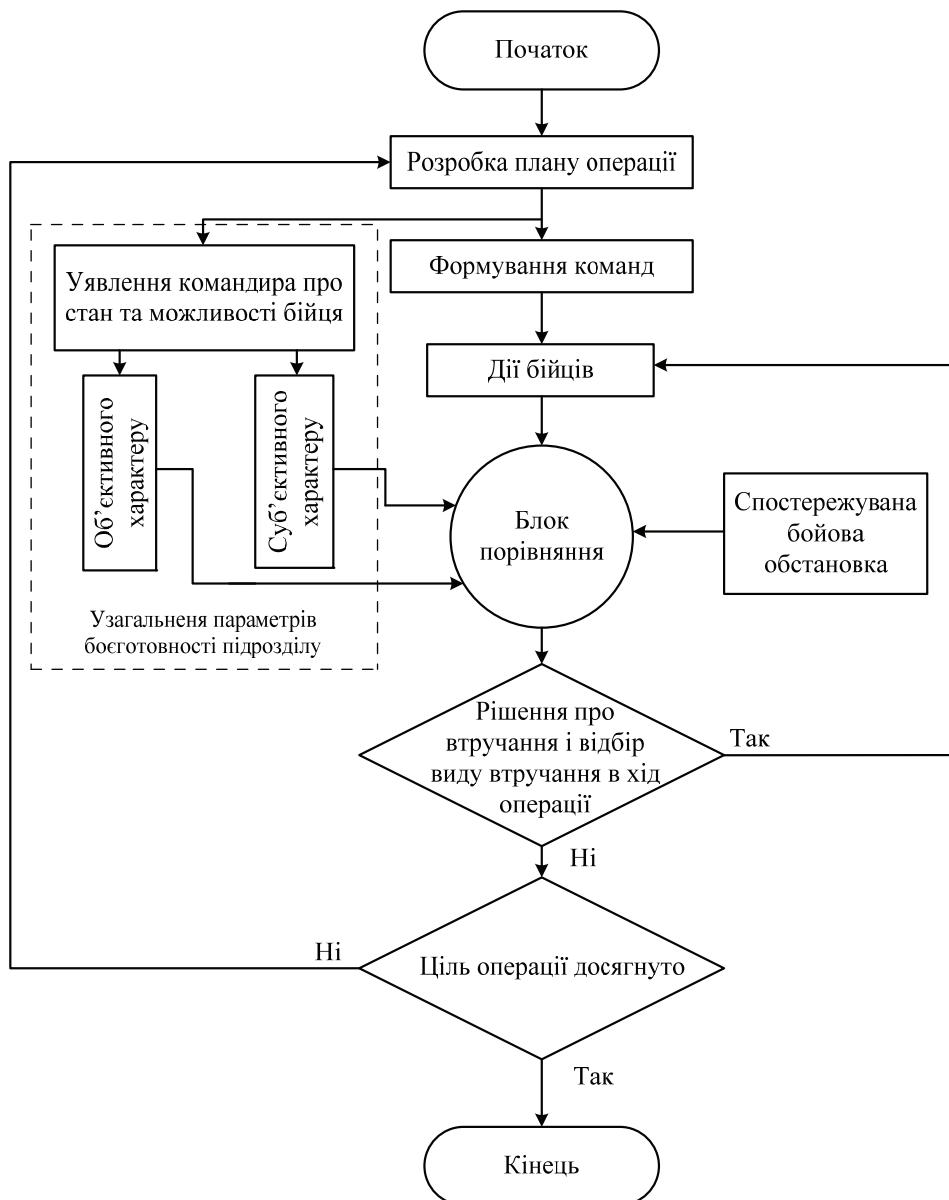 Початок
Розробка плану операції
Уявлення командира про
стан та можливості бійця
Формування команд
Дії бійців
Об’єктивного
характеру
Суб’єктивного
характеру
Блок
порівняння
Спостережувана
бойова
обстановка
Узагальненя параметрів
боєготовності підрозділу
Рішення про
втручання і відбір
виду втручання в хід
операції
Так
Ні
Ціль операції досягнуто
Ні
Так
Кінець